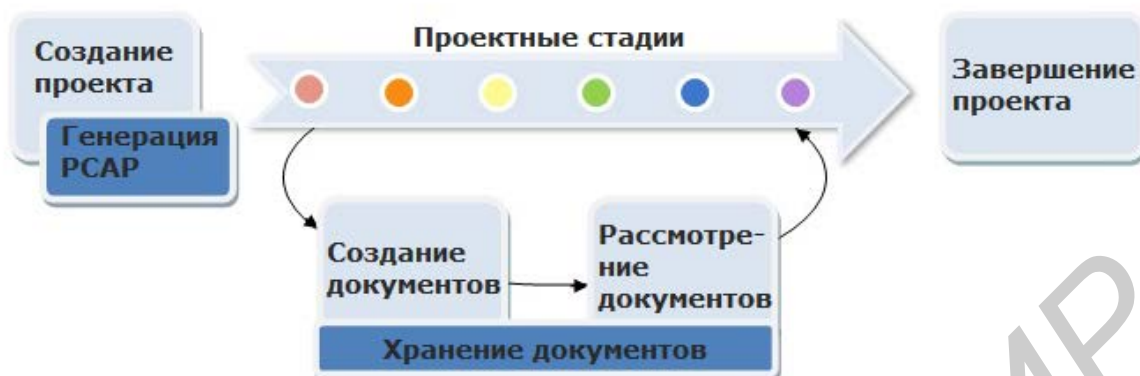 Создание
проекта
Генерация
PCAP
Проектные стадии
Завершение
проекта
Создание
документов
Рассмотре-
ние
документов
Хранение документов